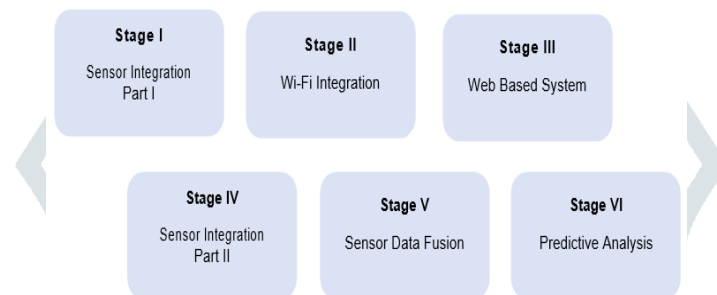 Stage I
Sensor Integration
Part I
Stage II
Wi-Fi Integration
Stage III
Web Based System
Stage IV
Sensor Integration
Part II
Stage V
Sensor Data Fusion
Stage VI
Predictive Analysis